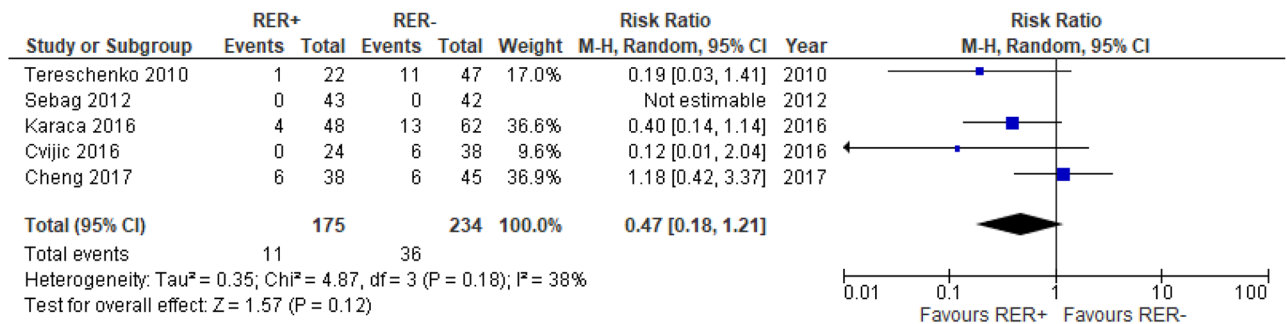 RER+ RER- Risk Ratio Risk Ratio
Study or Subgroup Events Total Events Total Weight M-H, Random, 95% CI Year M-H, Random, 95% CI
Tereschenko 2010 1 22 11 47 17.0% 0.19 [0.03, 1.41] 2010
Sebag 2012 0 43 0 42 Not estimable 2012
Karaca 2016 4 48 13 62 36.6% 0.40 [0.14, 1.14] 2016
Cvijic 2016 0 24 6 38 9.6% 0.12 [0.01, 2.04] 2016
Cheng 2017 6 38 6 45 36.9% 1.18 [0.42, 3.37] 2017
Total (95% CI) 175 234 100.0% 0.47 [0.18, 1.21]
Total events 11 36
Heterogeneity: Tau² = 0.35; Chi² = 4.87, df = 3 (P = 0.18); I² = 38%
Test for overall effect: Z = 1.57 (P = 0.12)
0.01 0.1 1 10 100
Favours RER+ Favours RER-